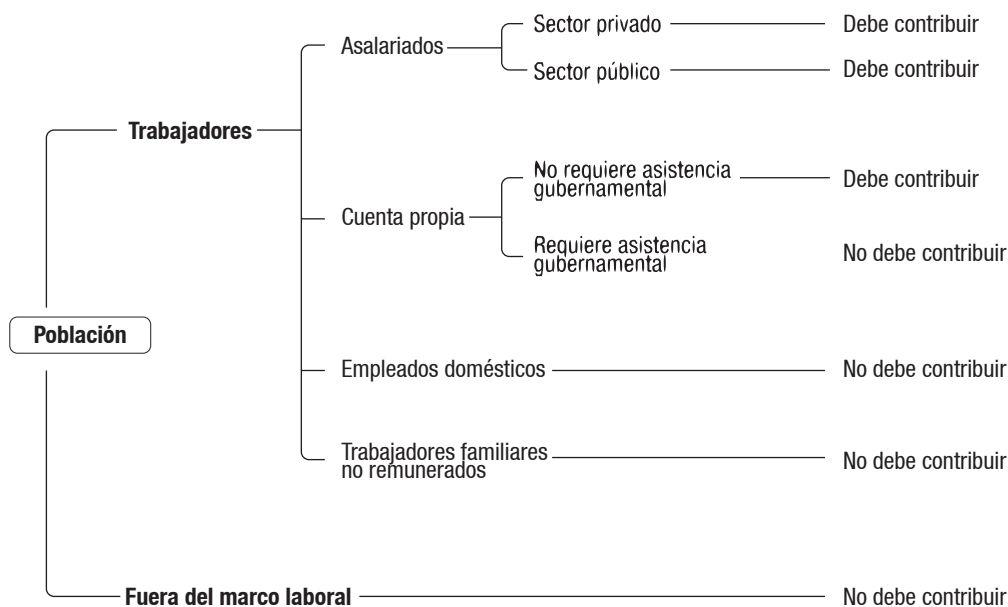 Sector privado
Debe contribuir
Asalariados
Sector público
Debe contribuir
Trabajadores
No requiere asistencia
gubernamental
Debe contribuir
Cuenta propia
Requiere asistencia
gubernamental
No debe contribuir
Población
Empleados domésticos
No debe contribuir
Trabajadores familiares
no remunerados
No debe contribuir
Fuera del marco laboral
No debe contribuir